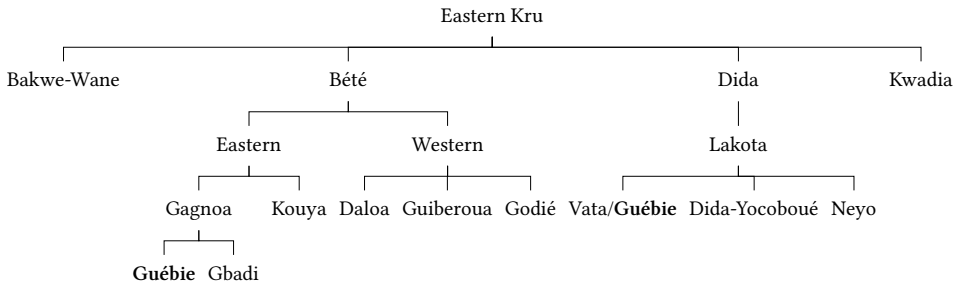 Eastern Kru
Bakwe-Wane Bété Dida Kwadia
Eastern Western Lakota
Gagnoa Kouya Daloa Guiberoua Godié Vata/Guébie Dida-Yocoboué Neyo
Guébie Gbadi